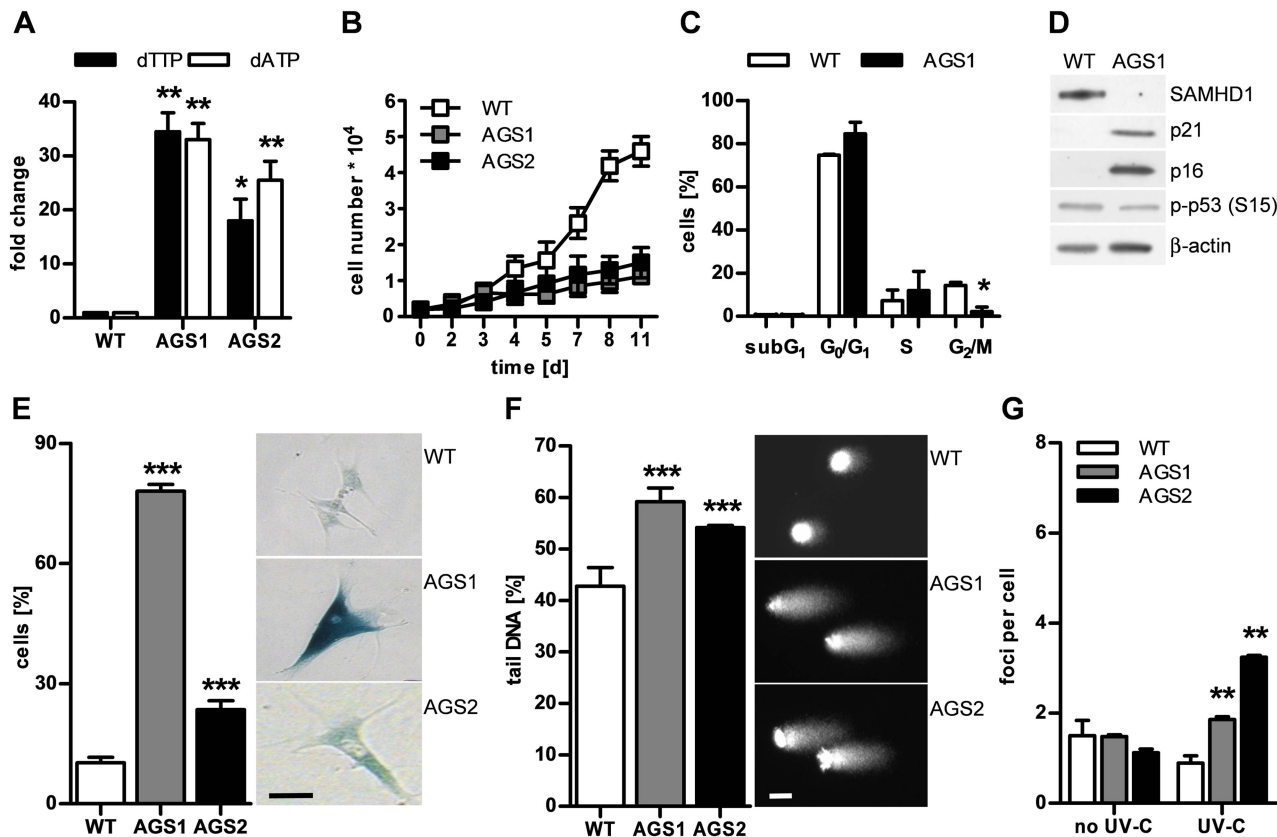 A
dTTP dATP
fold change
40
30
20
10
0
** ** * **
WT AGS1 AGS2
B
cell number * 10⁴
6
5
4
3
2
1
0
WT
AGS1
AGS2
0 2 3 4 5 7 8 11
time [d]
C
WT AGS1
cells [%]
100
80
60
40
20
0
*
subG₁ G₀/G₁ S G₂/M
D
WT AGS1
SAMHD1
p21
p16
p-p53 (S15)
β-actin
E
cells [%]
90
60
30
0
*** ***
WT AGS1 AGS2
WT
AGS1
AGS2
F
tail DNA [%]
70
60
50
40
30
20
10
0
*** ***
WT AGS1 AGS2
WT
AGS1
AGS2
G
foci per cell
8
6
4
2
0
WT
AGS1
AGS2
** **
no UV-C UV-C